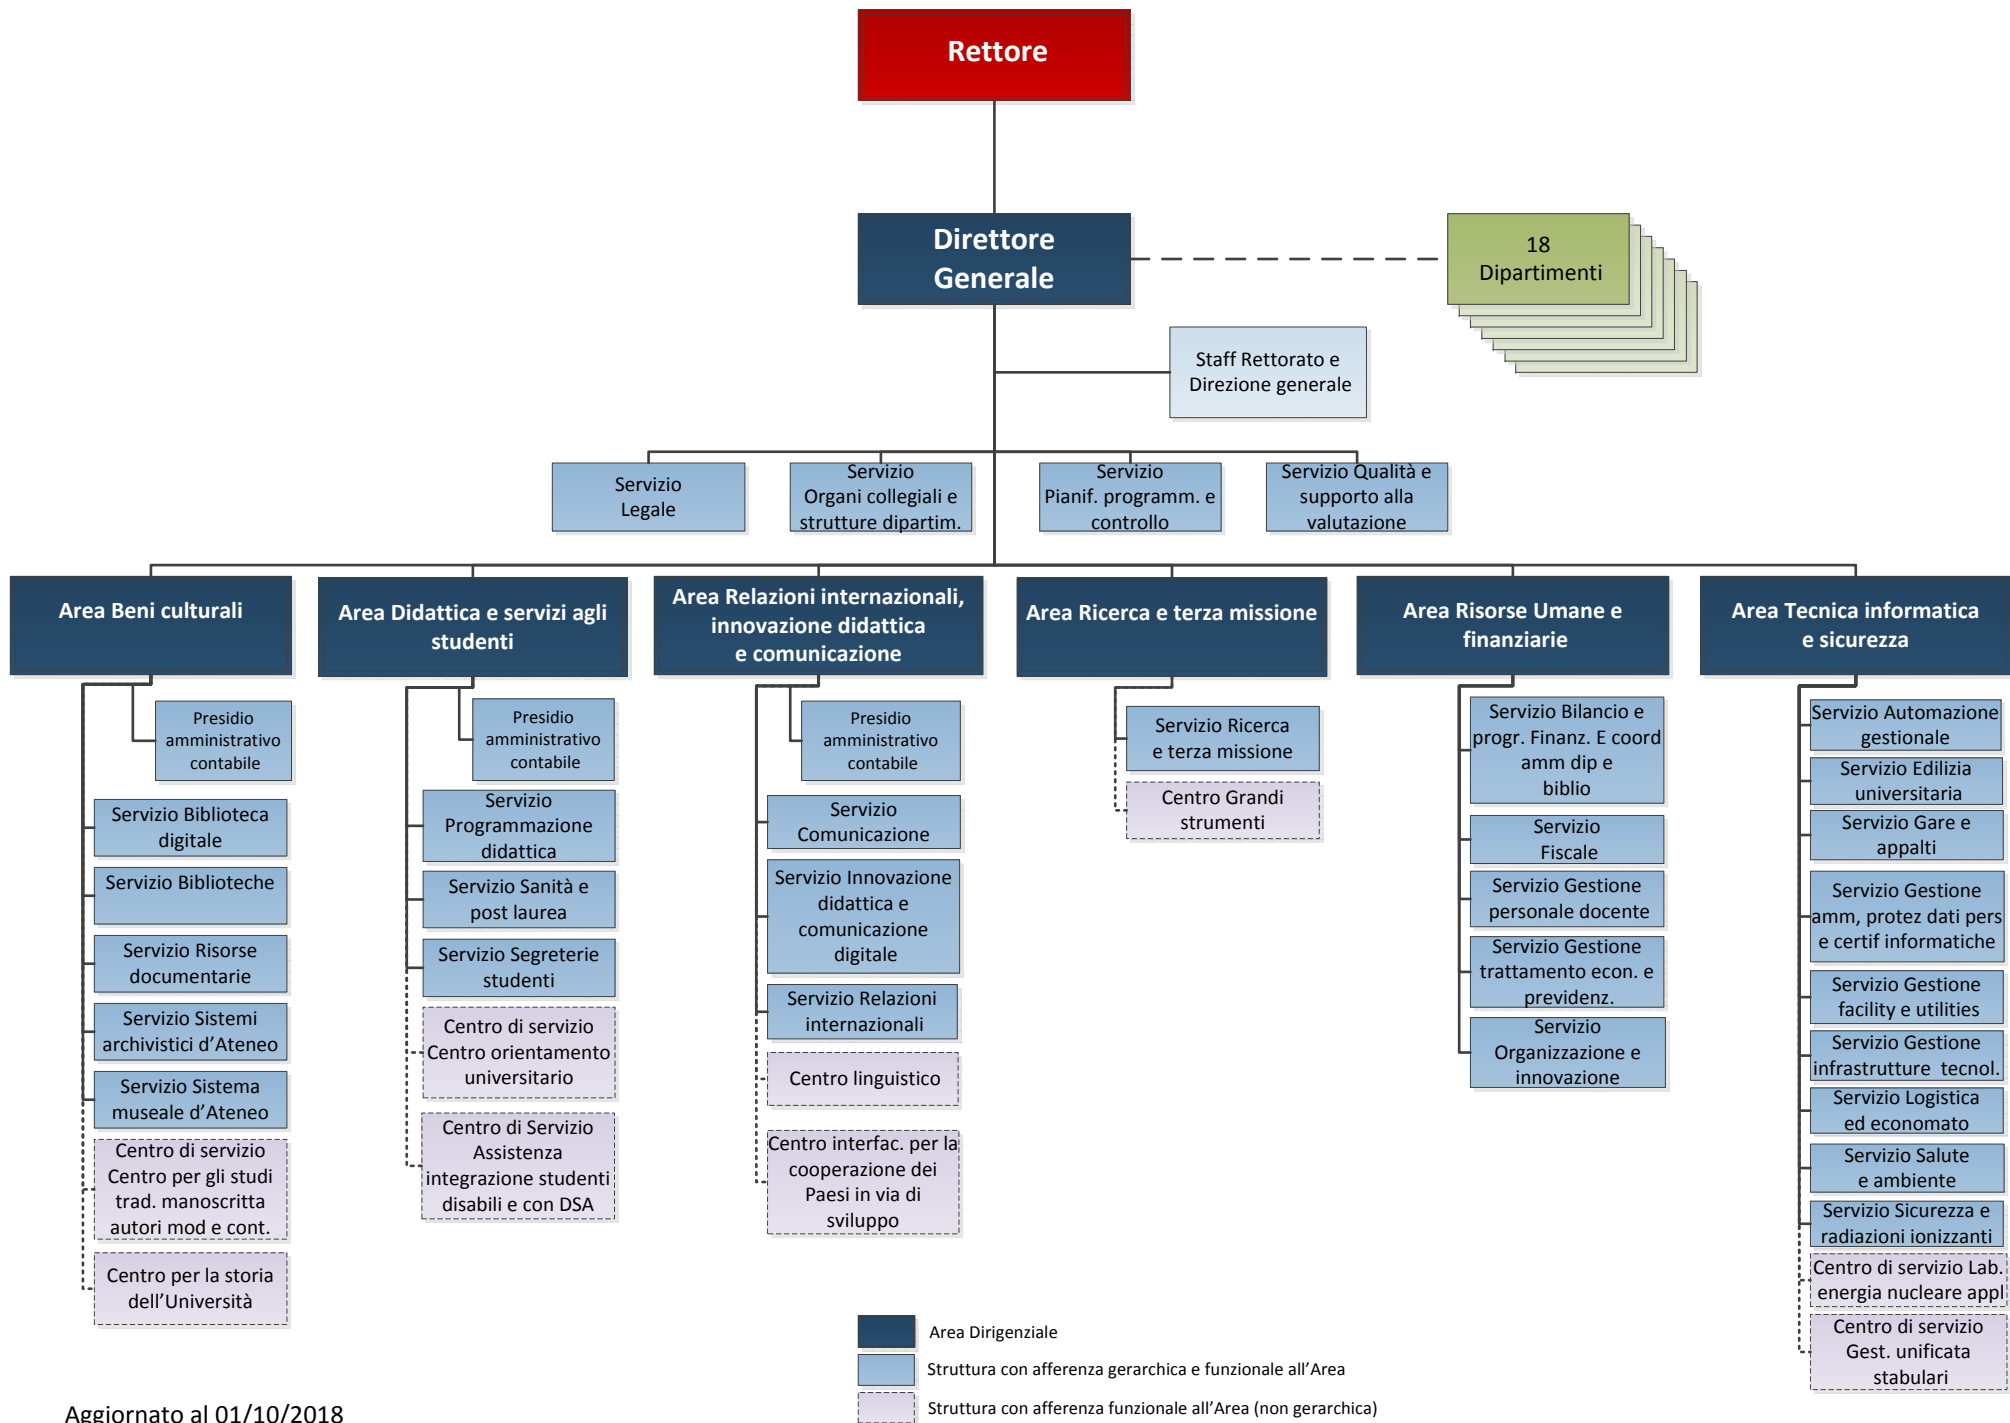 Rettore
Direttore
Generale
18
Dipartimenti
Staff Rettorato e
Direzione generale
Servizio
Legale
Servizio
Organi collegiali e
strutture dipartim.
Servizio
Pianif. programm. e
controllo
Servizio Qualità e
supporto alla
valutazione
Area Beni culturali
Area Didattica e servizi agli
studenti
Area Relazioni internazionali,
innovazione didattica
e comunicazione
Area Ricerca e terza missione
Area Risorse Umane e
finanziarie
Area Tecnica informatica
e sicurezza
Presidio
amministrativo
contabile
Servizio Biblioteca
digitale
Servizio Biblioteche
Servizio Risorse
documentarie
Servizio Sistemi
archivistici d’Ateneo
Servizio Sistema
museale d’Ateneo
Centro di servizio
Centro per gli studi
trad. manoscritta
autori mod e cont.
Centro per la storia
dell’Università
Presidio
amministrativo
contabile
Servizio
Programmazione
didattica
Servizio Sanità e
post laurea
Servizio Segreterie
studenti
Centro di servizio
Centro orientamento
universitario
Centro di Servizio
Assistenza
integrazione studenti
disabili e con DSA
Presidio
amministrativo
contabile
Servizio
Comunicazione
Servizio Innovazione
didattica e
comunicazione
digitale
Servizio Relazioni
internazionali
Centro linguistico
Centro interfac. per la
cooperazione dei
Paesi in via di
sviluppo
Servizio Ricerca
e terza missione
Centro Grandi
strumenti
Servizio Bilancio e
progr. Finanz. E coord
amm dip e
biblio
Servizio
Fiscale
Servizio Gestione
personale docente
Servizio Gestione
trattamento econ. e
previdenz.
Servizio
Organizzazione e
innovazione
Servizio Automazione
gestionale
Servizio Edilizia
universitaria
Servizio Gare e
appalti
Servizio Gestione
amm, protez dati pers
e certif informatiche
Servizio Gestione
facility e utilities
Servizio Gestione
infrastrutture tecnol.
Servizio Logistica
ed economato
Servizio Salute
e ambiente
Servizio Sicurezza e
radiazioni ionizzanti
Centro di servizio Lab.
energia nucleare appl
Centro di servizio
Gest. unificata
stabulari
Area Dirigenziale
Struttura con afferenza gerarchica e funzionale all’Area
Struttura con afferenza funzionale all’Area (non gerarchica)
Aggiornato al 01/10/2018